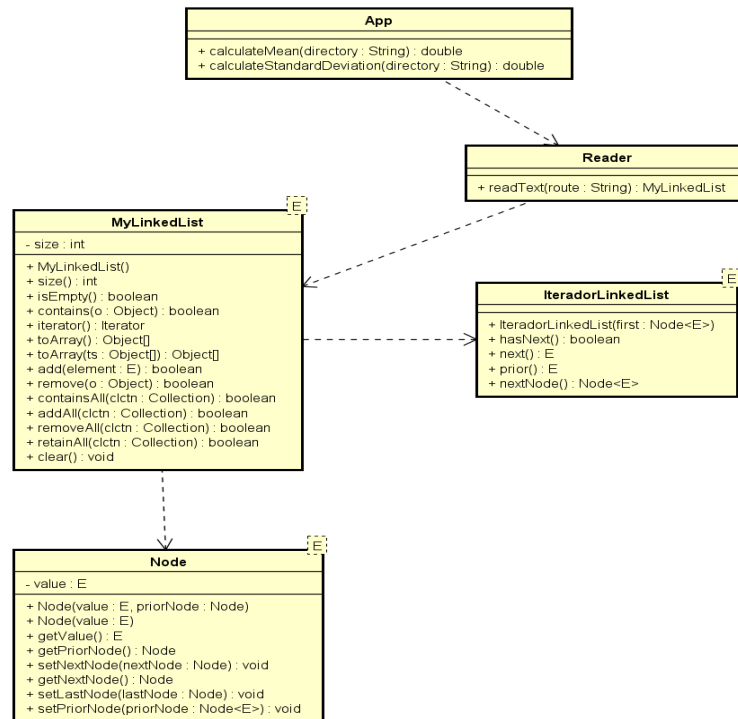 App
+ calculateMean(directory : String) : double
+ calculateStandardDeviation(directory : String) : double
Reader
+ readText(route : String) : MyLinkedList
E
MyLinkedList
- size : int
+ MyLinkedList()
+ size() : int
+ isEmpty() : boolean
+ contains(o : Object) : boolean
+ iterator() : Iterator
+ toArray() : Object[]
+ toArray(ts : Object[]) : Object[]
+ add(element : E) : boolean
+ remove(o : Object) : boolean
+ containsAll(clctn : Collection) : boolean
+ addAll(clctn : Collection) : boolean
+ removeAll(clctn : Collection) : boolean
+ retainAll(clctn : Collection) : boolean
+ clear() : void
E
IteradorLinkedList
+ IteradorLinkedList(first : Node<E>)
+ hasNext() : boolean
+ next() : E
+ prior() : E
+ nextNode() : Node<E>
E
Node
- value : E
+ Node(value : E, priorNode : Node)
+ Node(value : E)
+ getValue() : E
+ getPriorNode() : Node
+ setNextNode(nextNode : Node) : void
+ getNextNode() : Node
+ setLastNode(lastNode : Node) : void
+ setPriorNode(priorNode : Node<E>) : void